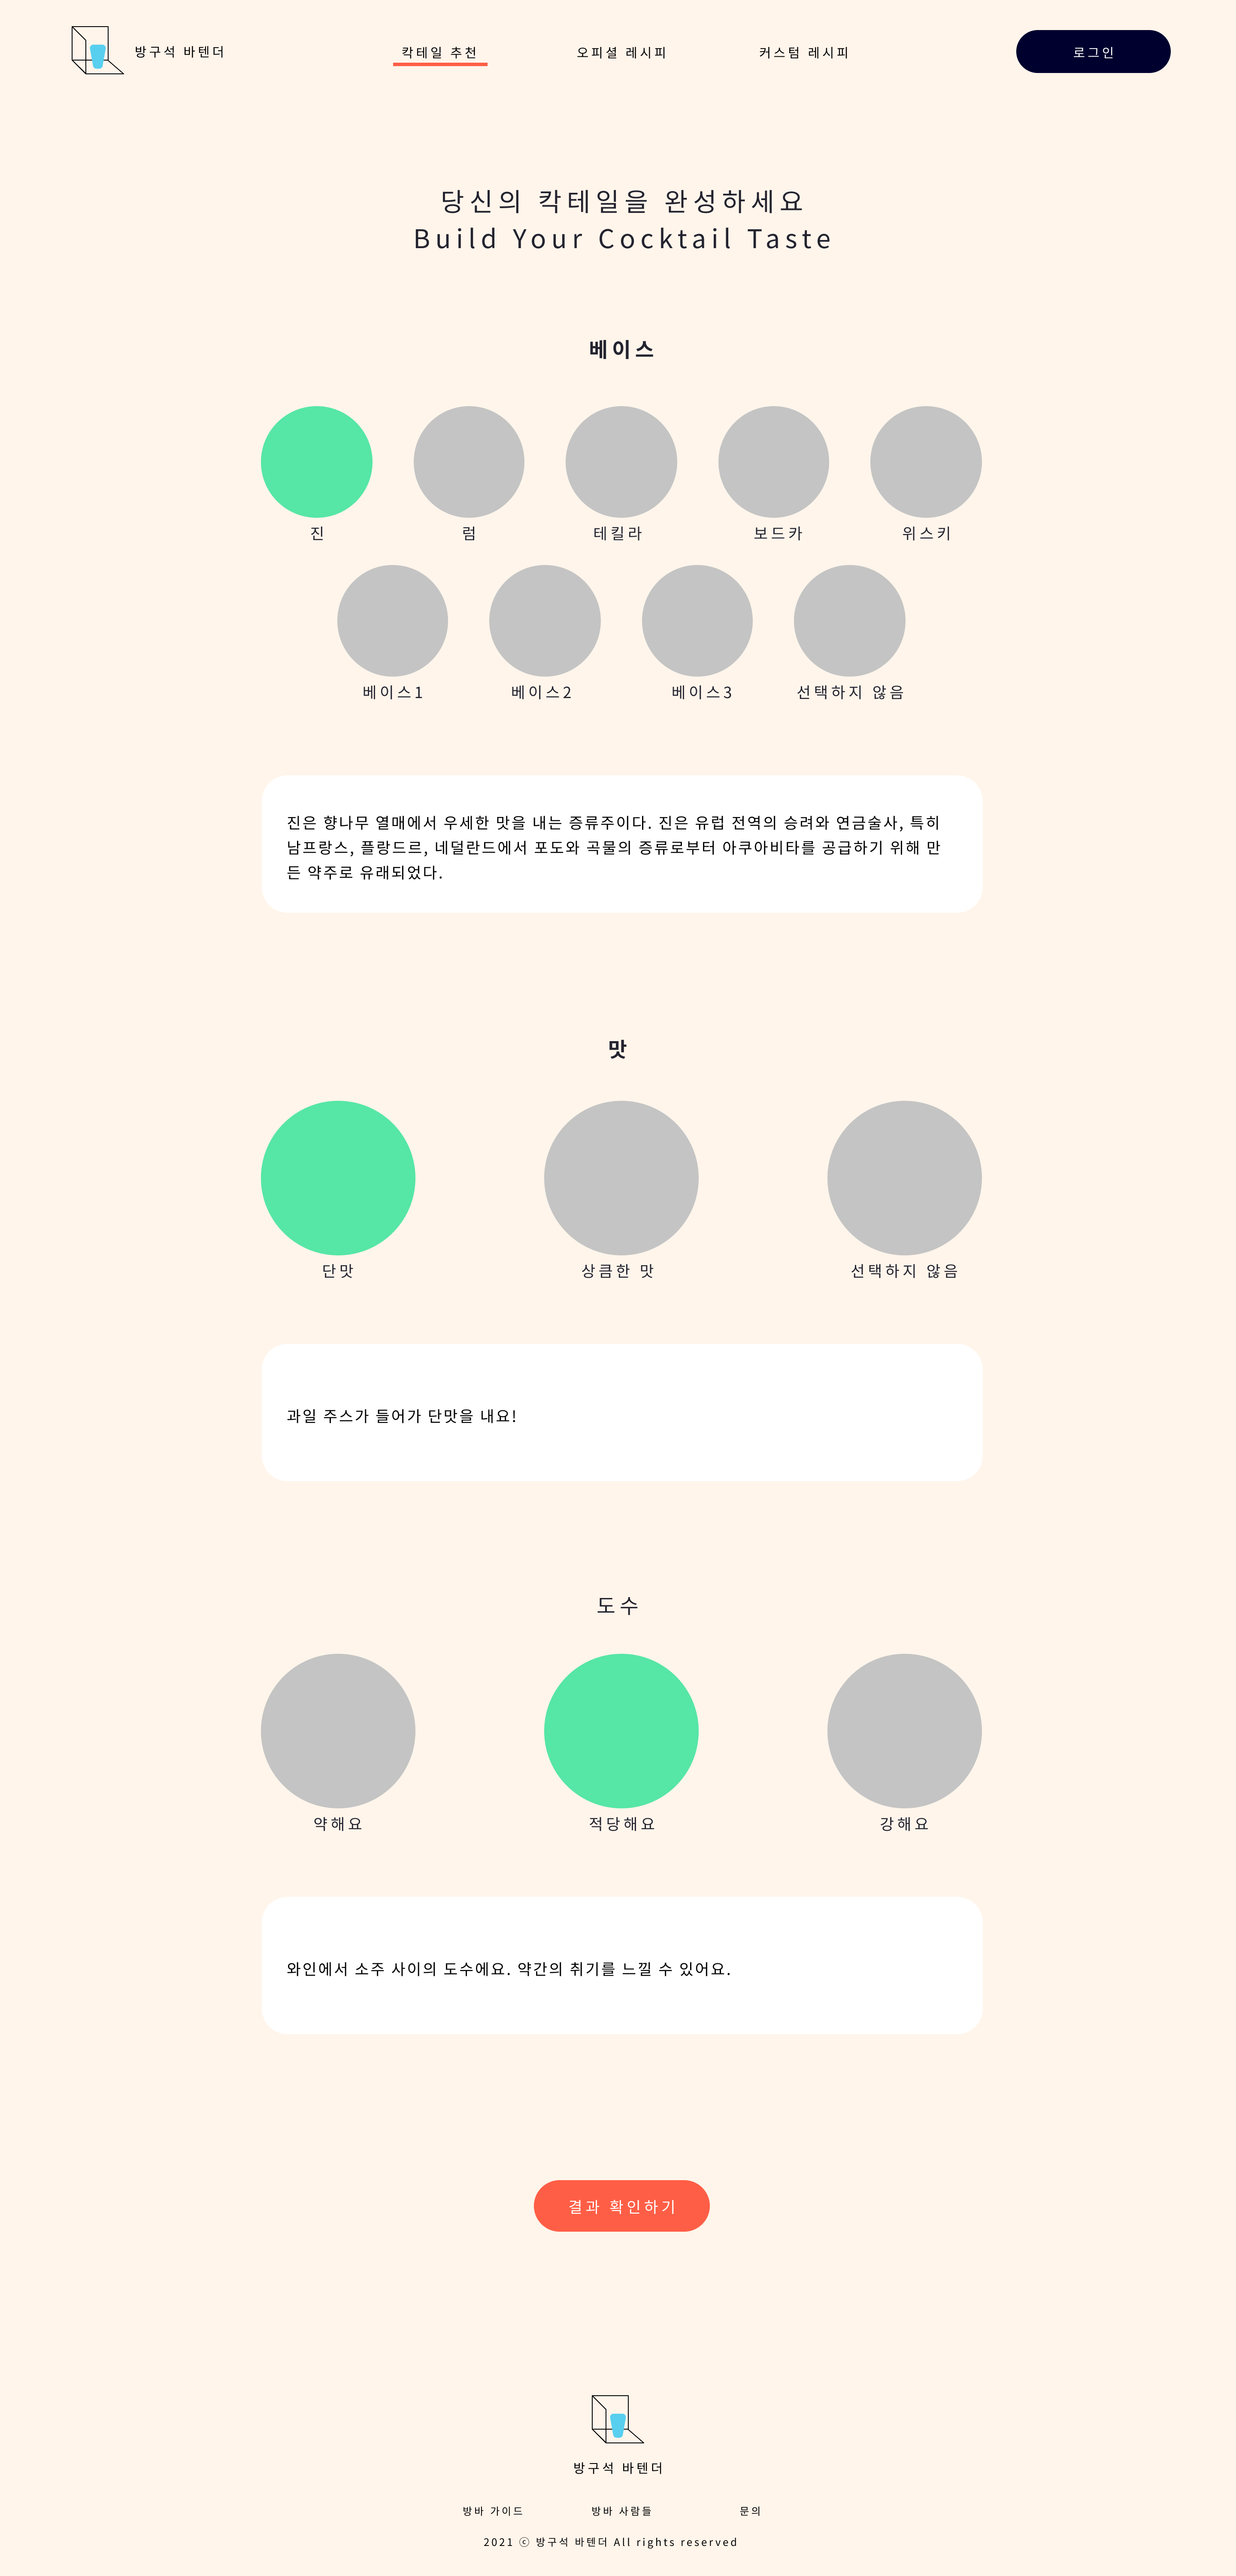 방구석 바텐더
칵테일 추천
오피셜 레시피
커스텀 레시피
로그인
당신의 칵테일을 완성하세요
Build Your Cocktail Taste
베이스
진
럼
테킬라
보드카
위스키
베이스1
베이스2
베이스3
선택하지 않음
진은 향나무 열매에서 우세한 맛을 내는 증류주이다. 진은 유럽 전역의 승려와 연금술사, 특히
남프랑스, 플랑드르, 네덜란드에서 포도와 곡물의 증류로부터 아쿠아비타를 공급하기 위해 만
든 약주로 유래되었다.
맛
단맛
상큼한 맛
선택하지 않음
과일 주스가 들어가 단맛을 내요!
도수
약해요
적당해요
강해요
와인에서 소주 사이의 도수에요. 약간의 취기를 느낄 수 있어요.
결과 확인하기
방구석 바텐더
방바 가이드
방바 사람들
문의
2021 ⓒ 방구석 바텐더 All rights reserved